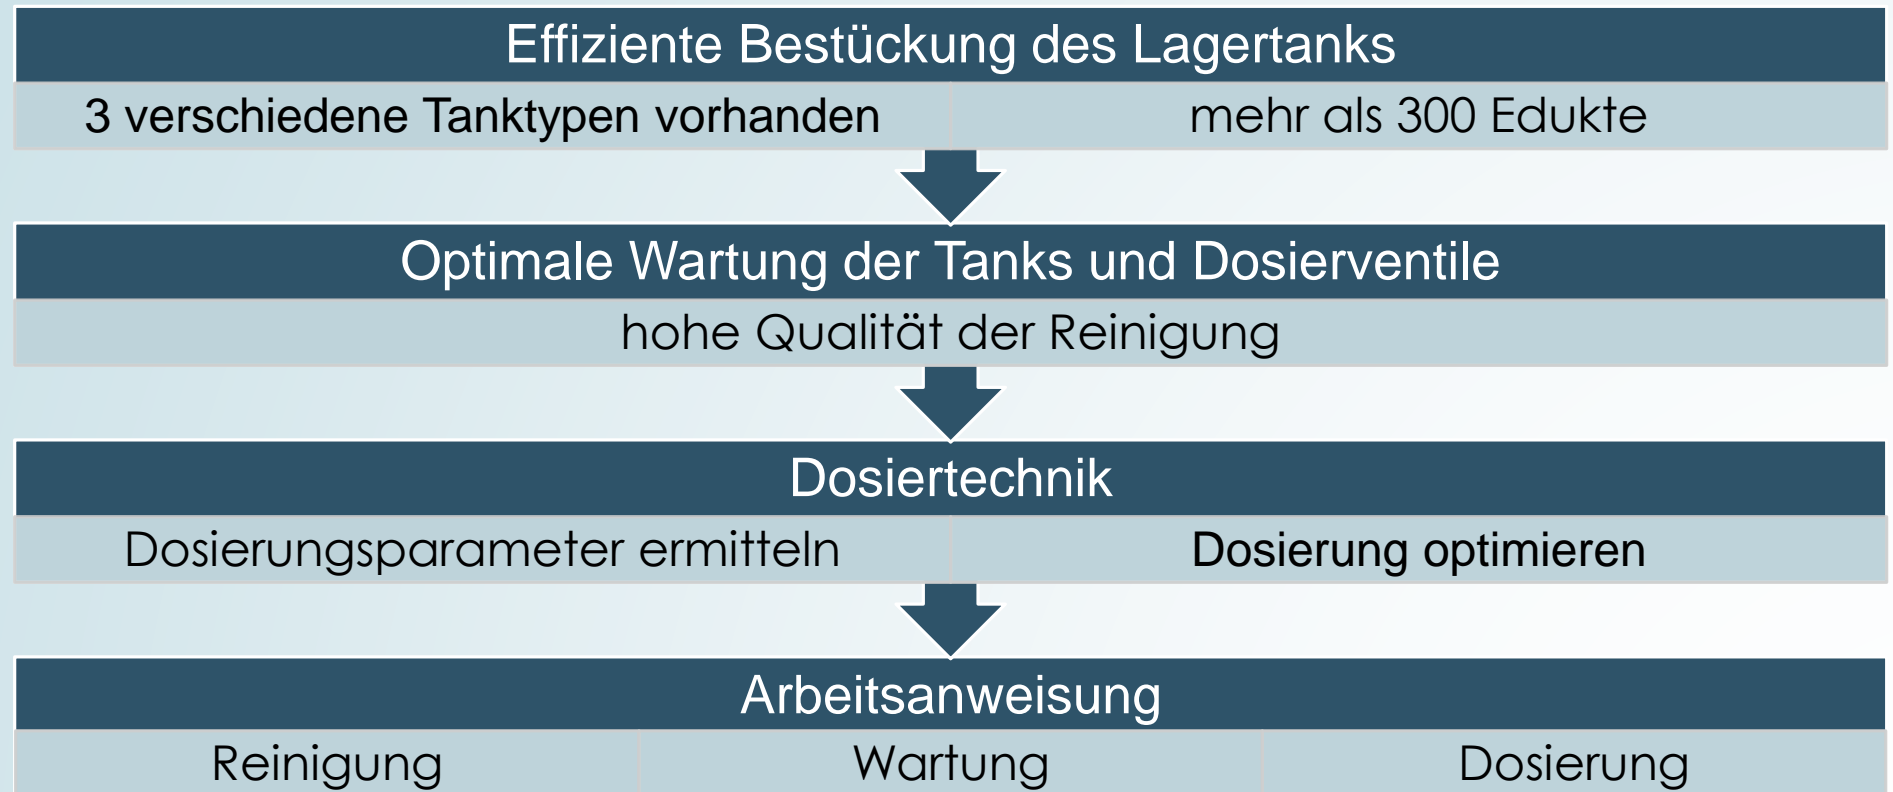 Effiziente Bestückung des Lagertanks
3 verschiedene Tanktypen vorhanden
mehr als 300 Edukte
Optimale Wartung der Tanks und Dosierventile
hohe Qualität der Reinigung
Dosiertechnik
Dosierungsparameter ermitteln
Dosierung optimieren
Arbeitsanweisung
Reinigung
Wartung
Dosierung